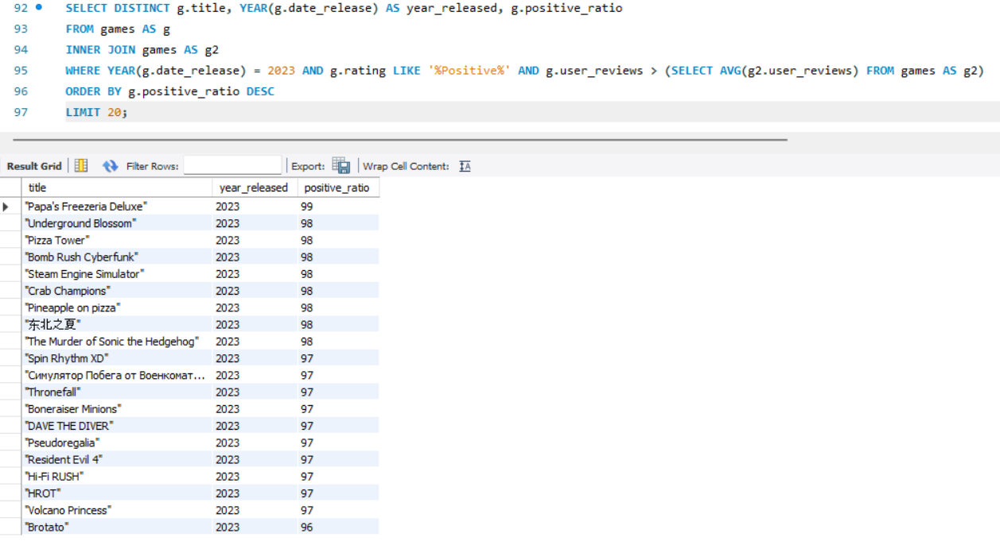 92 SELECT DISTINCT g.title, YEAR(g.date_release) AS year_released, g.positive_ratio
93 FROM games AS g
94 INNER JOIN games AS g2
95 WHERE YEAR(g.date_release) = 2023 AND g.rating LIKE '%Positive%' AND g.user_reviews > (SELECT AVG(g2.user_reviews) FROM games AS g2)
96 ORDER BY g.positive_ratio DESC
97 LIMIT 20;
Result Grid Filter Rows: Export: Wrap Cell Content: IA
title year_released positive_ratio
"Papa's Freezeria Deluxe" 2023 99
"Underground Blossom" 2023 98
"Pizza Tower" 2023 98
"Bomb Rush Cyberfunk" 2023 98
"Steam Engine Simulator" 2023 98
"Crab Champions" 2023 98
"Pineapple on pizza" 2023 98
"东北之夏" 2023 98
"The Murder of Sonic the Hedgehog" 2023 98
"Spin Rhythm XD" 2023 97
"Симулятор Побега от Военкомат... 2023 97
"Thronefall" 2023 97
"Boneraiser Minions" 2023 97
"DAVE THE DIVER" 2023 97
"Pseudoregalia" 2023 97
"Resident Evil 4" 2023 97
"Hi-Fi RUSH" 2023 97
"HROT" 2023 97
"Volcano Princess" 2023 97
"Brotato" 2023 96